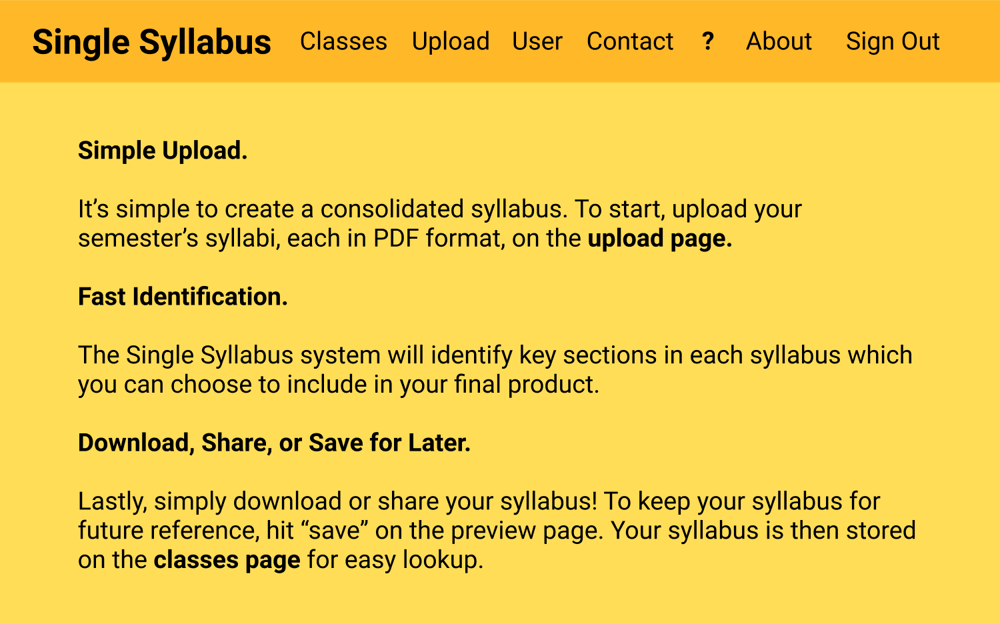 Single Syllabus Classes Upload User Contact ? About Sign Out
Simple Upload.
It’s simple to create a consolidated syllabus. To start, upload your
semester’s syllabi, each in PDF format, on the upload page.
Fast Identification.
The Single Syllabus system will identify key sections in each syllabus which
you can choose to include in your final product.
Download, Share, or Save for Later.
Lastly, simply download or share your syllabus! To keep your syllabus for
future reference, hit “save” on the preview page. Your syllabus is then stored
on the classes page for easy lookup.